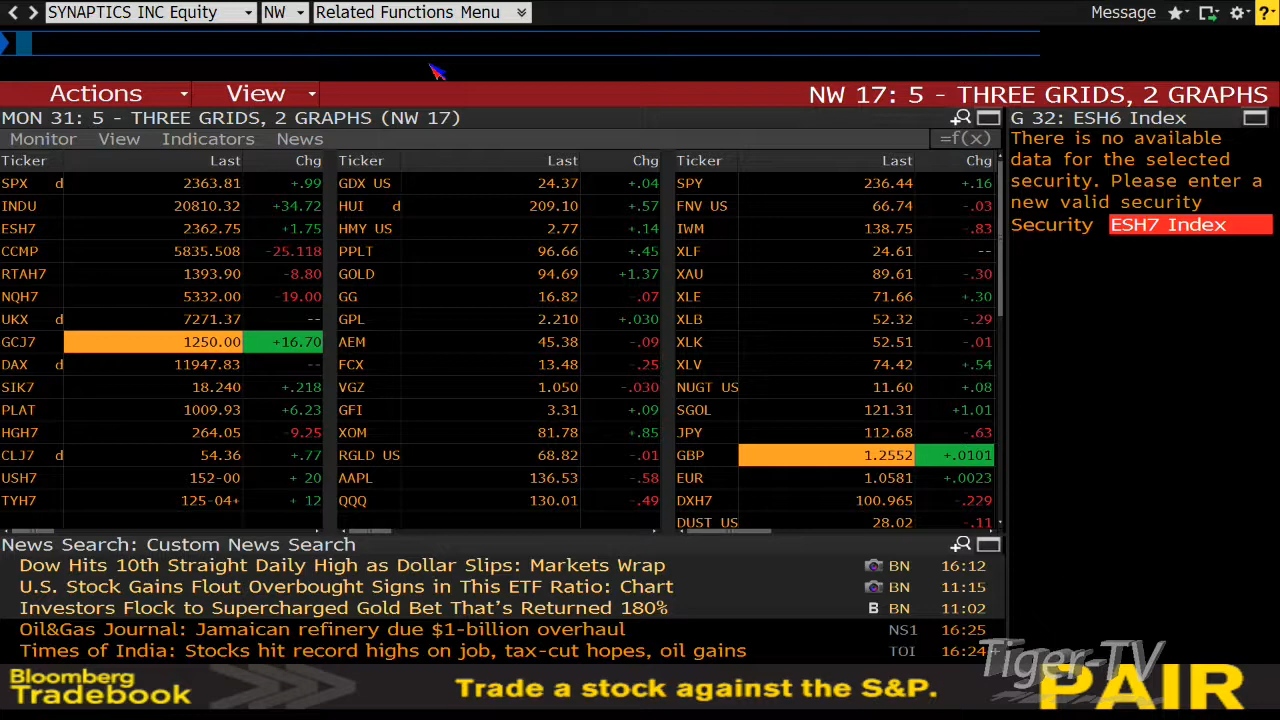 SYNAPTICS INC Equity NW Related Functions Menu Message ?
Actions View NW 17: 5 - THREE GRIDS, 2 GRAPHS
MON 31: 5 - THREE GRIDS, 2 GRAPHS (NW 17)
Monitor View Indicators News =f(x)
Ticker Last Chg Ticker Last Chg Ticker Last Chg
SPX d 2363.81 +.99 GDX US 24.37 +.04 SPY 236.44 +.16
INDU 20810.32 +34.72 HUI d 209.10 +.57 FNV US 66.74 -.03
ESH7 2362.75 +1.75 HMY US 2.77 +.14 IWM 138.75 -.83
CCMP 5835.508 -25.118 PPLT 96.66 +.45 XLF 24.61 --
RTAH7 1393.90 -8.80 GOLD 94.69 +1.37 XAU 89.61 -.30
NQH7 5332.00 -19.00 GG 16.82 -.07 XLE 71.66 +.30
UKX d 7271.37 -- GPL 2.210 +.030 XLB 52.32 -.29
GCJ7 1250.00 +16.70 AEM 45.38 -.09 XLK 52.51 -.01
DAX d 11947.83 -- FCX 13.48 -.25 XLV 74.42 +.54
SIK7 18.240 +.218 VGZ 1.050 -.030 NUGT US 11.60 +.08
PLAT 1009.93 +6.23 GFI 3.31 +.09 SGOL 121.31 +1.01
HGH7 264.05 -9.25 XOM 81.78 +.85 JPY 112.68 -.63
CLJ7 d 54.36 +.77 RGLD US 68.82 -.01 GBP 1.2552 +.0101
USH7 152-00 + 20 AAPL 136.53 -.58 EUR 1.0581 +.0023
TYH7 125-04+ + 12 QQQ 130.01 -.49 DXH7 100.965 -.229
DUST US 28.02 -.11
G 32: ESH6 Index
There is no available
data for the selected
security. Please enter a
new valid security
Security ESH7 Index
News Search: Custom News Search
Dow Hits 10th Straight Daily High as Dollar Slips: Markets Wrap BN 16:12
U.S. Stock Gains Flout Overbought Signs in This ETF Ratio: Chart BN 11:15
Investors Flock to Supercharged Gold Bet That's Returned 180% B BN 11:02
Oil&Gas Journal: Jamaican refinery due $1-billion overhaul NS1 16:25
Times of India: Stocks hit record highs on job, tax-cut hopes, oil gains TOI 16:24
Tiger-TV
Bloomberg
Tradebook
Trade a stock against the S&P. PAIR